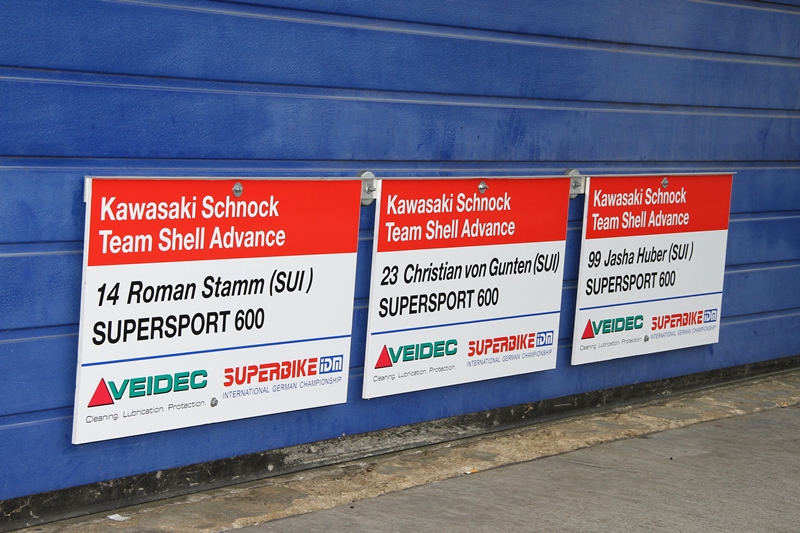 Kawasaki Schnock
Team Shell Advance
14 Roman Stamm (SUI)
SUPERSPORT 600
VEIDEC
Cleaning. Lubrication. Protection.
SUPERBIKE IDM
INTERNATIONAL GERMAN CHAMPIONSHIP
Kawasaki Schnock
Team Shell Advance
23 Christian von Gunten (SUI)
SUPERSPORT 600
VEIDEC
Cleaning. Lubrication. Protection.
SUPERBIKE IDM
INTERNATIONAL GERMAN CHAMPIONSHIP
Kawasaki Schnock
Team Shell Advance
99 Jasha Huber (SUI)
SUPERSPORT 600
VEIDEC
Cleaning. Lubrication. Protection.
SUPERBIKE IDM
INTERNATIONAL GERMAN CHAMPIONSHIP